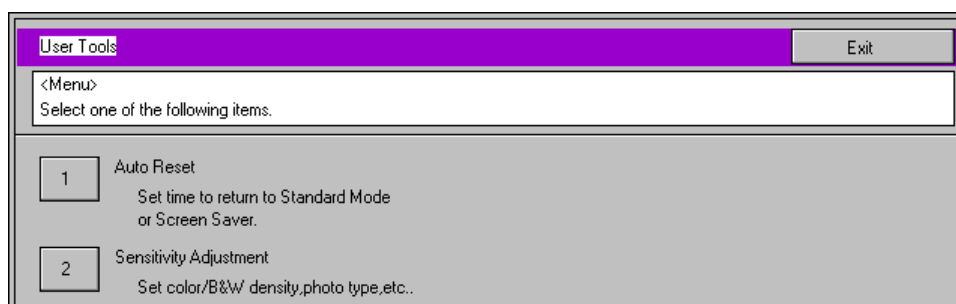 User Tools
Exit
<Menu>
Select one of the following items.
1
Auto Reset
Set time to return to Standard Mode
or Screen Saver.
2
Sensitivity Adjustment
Set color/B&W density,photo type,etc..